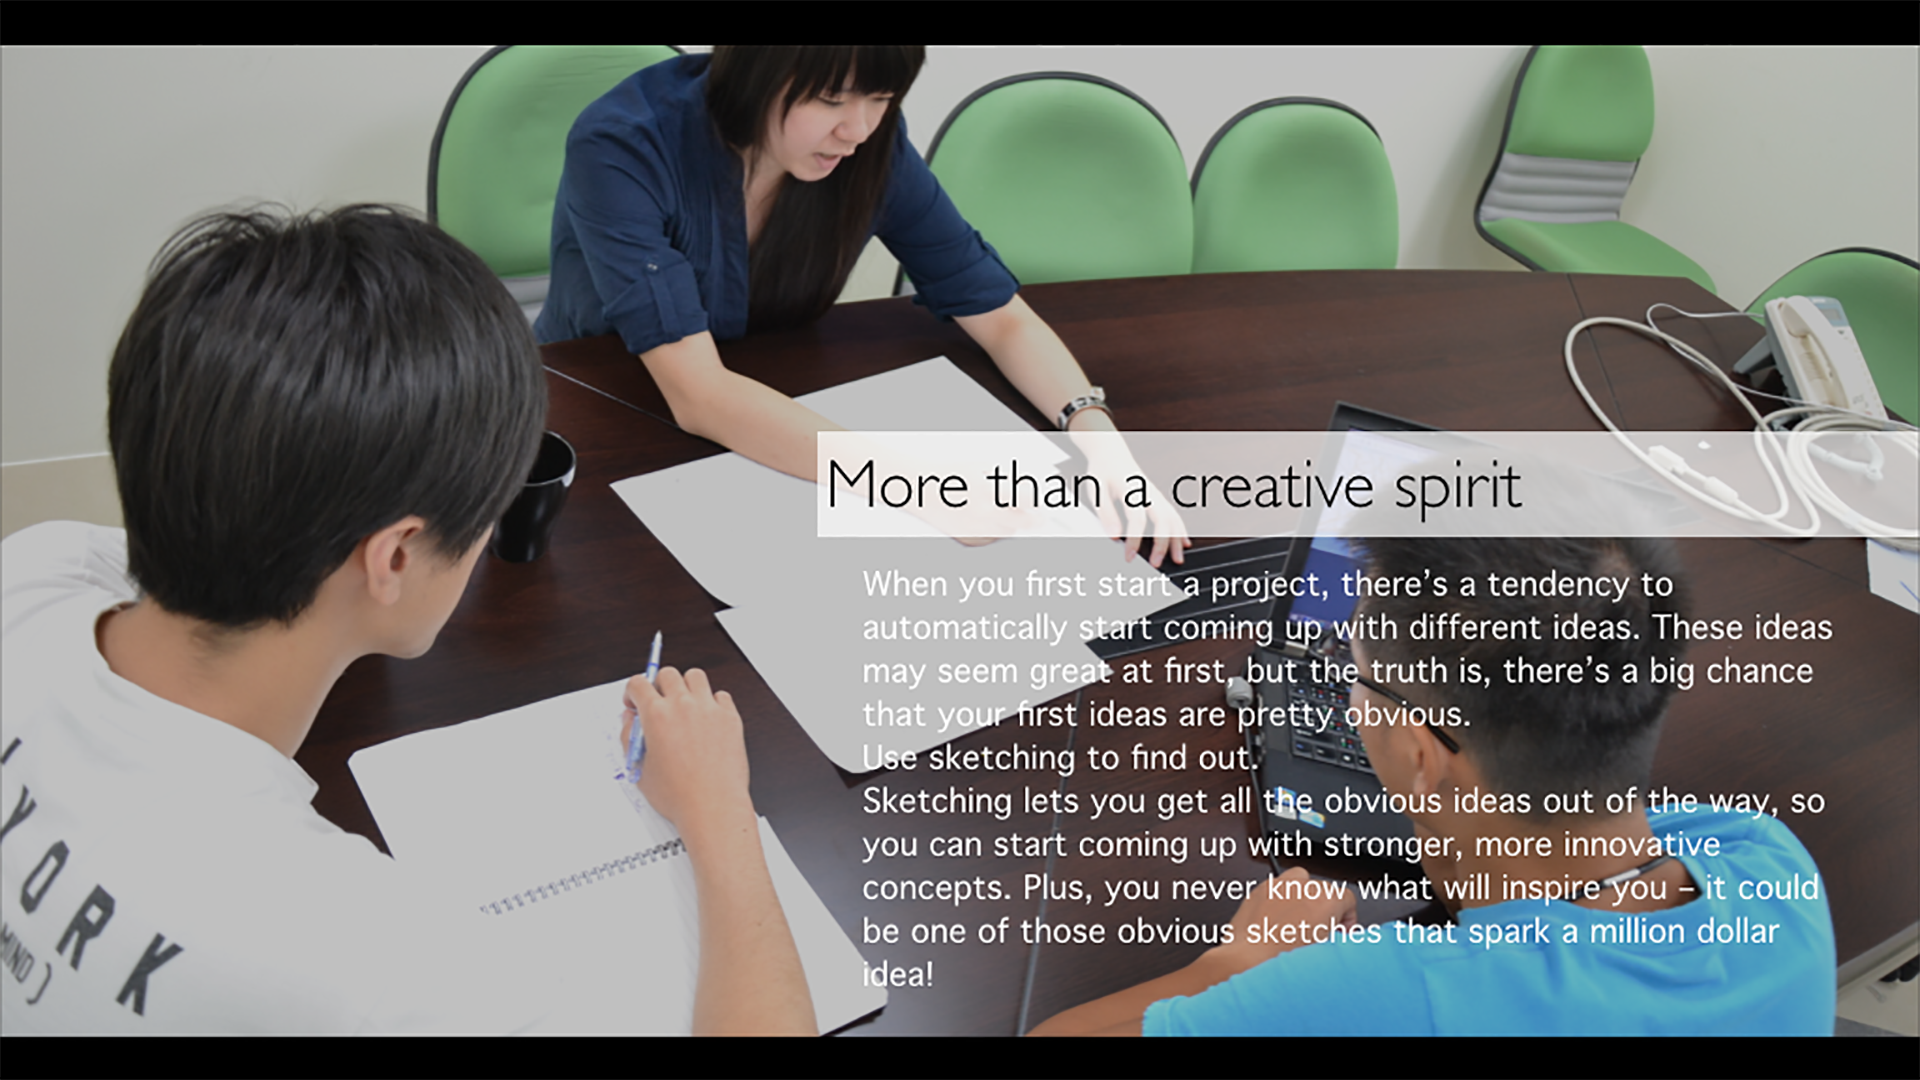 More than a creative spirit
When you first start a project, there’s a tendency to
automatically start coming up with different ideas. These ideas
may seem great at first, but the truth is, there’s a big chance
that your first ideas are pretty obvious.
Use sketching to find out.
Sketching lets you get all the obvious ideas out of the way, so
you can start coming up with stronger, more innovative
concepts. Plus, you never know what will inspire you – it could
be one of those obvious sketches that spark a million dollar
idea!
YORK
MIND)